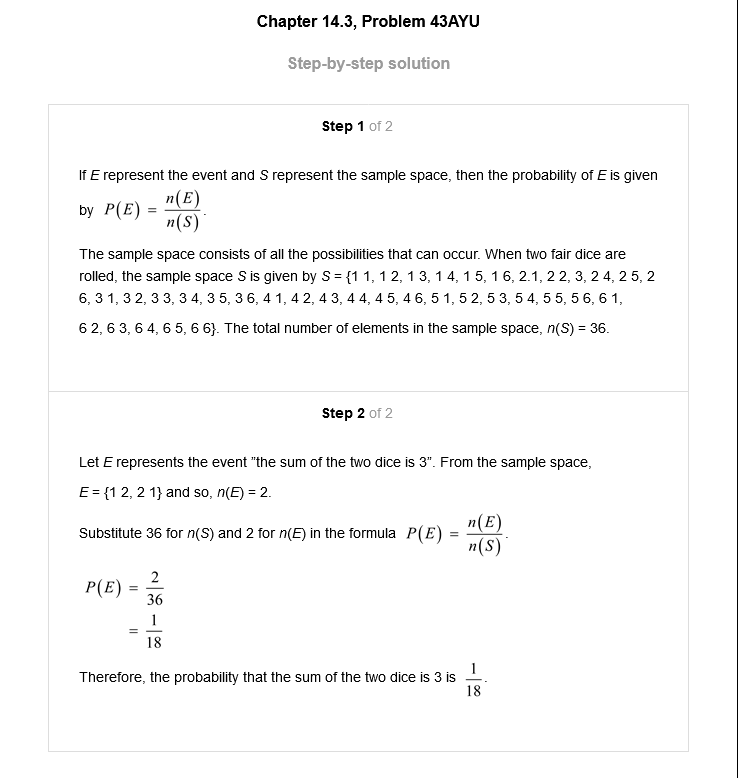 Chapter 14.3, Problem 43AYU
Step-by-step solution
Step 1 of 2
If E represent the event and S represent the sample space, then the probability of E is given
by P(E) = n(E)/n(S).
The sample space consists of all the possibilities that can occur. When two fair dice are
rolled, the sample space S is given by S = {1 1, 1 2, 1 3, 1 4, 1 5, 1 6, 2.1, 2 2, 3, 2 4, 2 5, 2
6, 3 1, 3 2, 3 3, 3 4, 3 5, 3 6, 4 1, 4 2, 4 3, 4 4, 4 5, 4 6, 5 1, 5 2, 5 3, 5 4, 5 5, 5 6, 6 1,
6 2, 6 3, 6 4, 6 5, 6 6}. The total number of elements in the sample space, n(S) = 36.
Step 2 of 2
Let E represents the event "the sum of the two dice is 3". From the sample space,
E = {1 2, 2 1} and so, n(E) = 2.
Substitute 36 for n(S) and 2 for n(E) in the formula P(E) = n(E)/n(S).
P(E) = 2/36
= 1/18
Therefore, the probability that the sum of the two dice is 3 is 1/18.